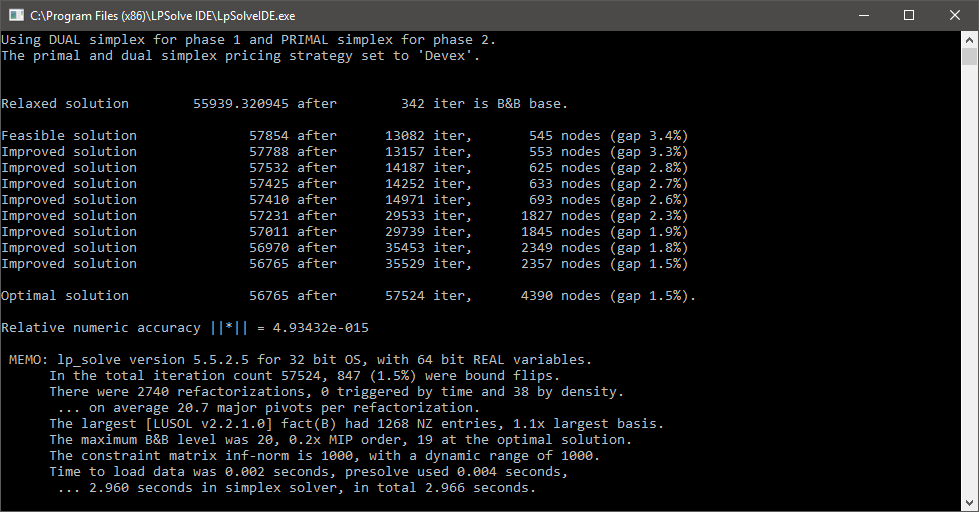 C:\Program Files (x86)\LPSolve IDE\LpSolveIDE.exe
Using DUAL simplex for phase 1 and PRIMAL simplex for phase 2.
The primal and dual simplex pricing strategy set to 'Devex'.
Relaxed solution        55939.320945 after        342 iter is B&B base.
Feasible solution              57854 after      13082 iter,       545 nodes (gap 3.4%)
Improved solution              57788 after      13157 iter,       553 nodes (gap 3.3%)
Improved solution              57532 after      14187 iter,       625 nodes (gap 2.8%)
Improved solution              57425 after      14252 iter,       633 nodes (gap 2.7%)
Improved solution              57410 after      14971 iter,       693 nodes (gap 2.6%)
Improved solution              57231 after      29533 iter,      1827 nodes (gap 2.3%)
Improved solution              57011 after      29739 iter,      1845 nodes (gap 1.9%)
Improved solution              56970 after      35453 iter,      2349 nodes (gap 1.8%)
Improved solution              56765 after      35529 iter,      2357 nodes (gap 1.5%)
Optimal solution               56765 after      57524 iter,      4390 nodes (gap 1.5%).
Relative numeric accuracy ||*|| = 4.93432e-015
MEMO: lp_solve version 5.5.2.5 for 32 bit OS, with 64 bit REAL variables.
In the total iteration count 57524, 847 (1.5%) were bound flips.
There were 2740 refactorizations, 0 triggered by time and 38 by density.
... on average 20.7 major pivots per refactorization.
The largest [LUSOL v2.2.1.0] fact(B) had 1268 NZ entries, 1.1x largest basis.
The maximum B&B level was 20, 0.2x MIP order, 19 at the optimal solution.
The constraint matrix inf-norm is 1000, with a dynamic range of 1000.
Time to load data was 0.002 seconds, presolve used 0.004 seconds,
... 2.960 seconds in simplex solver, in total 2.966 seconds.